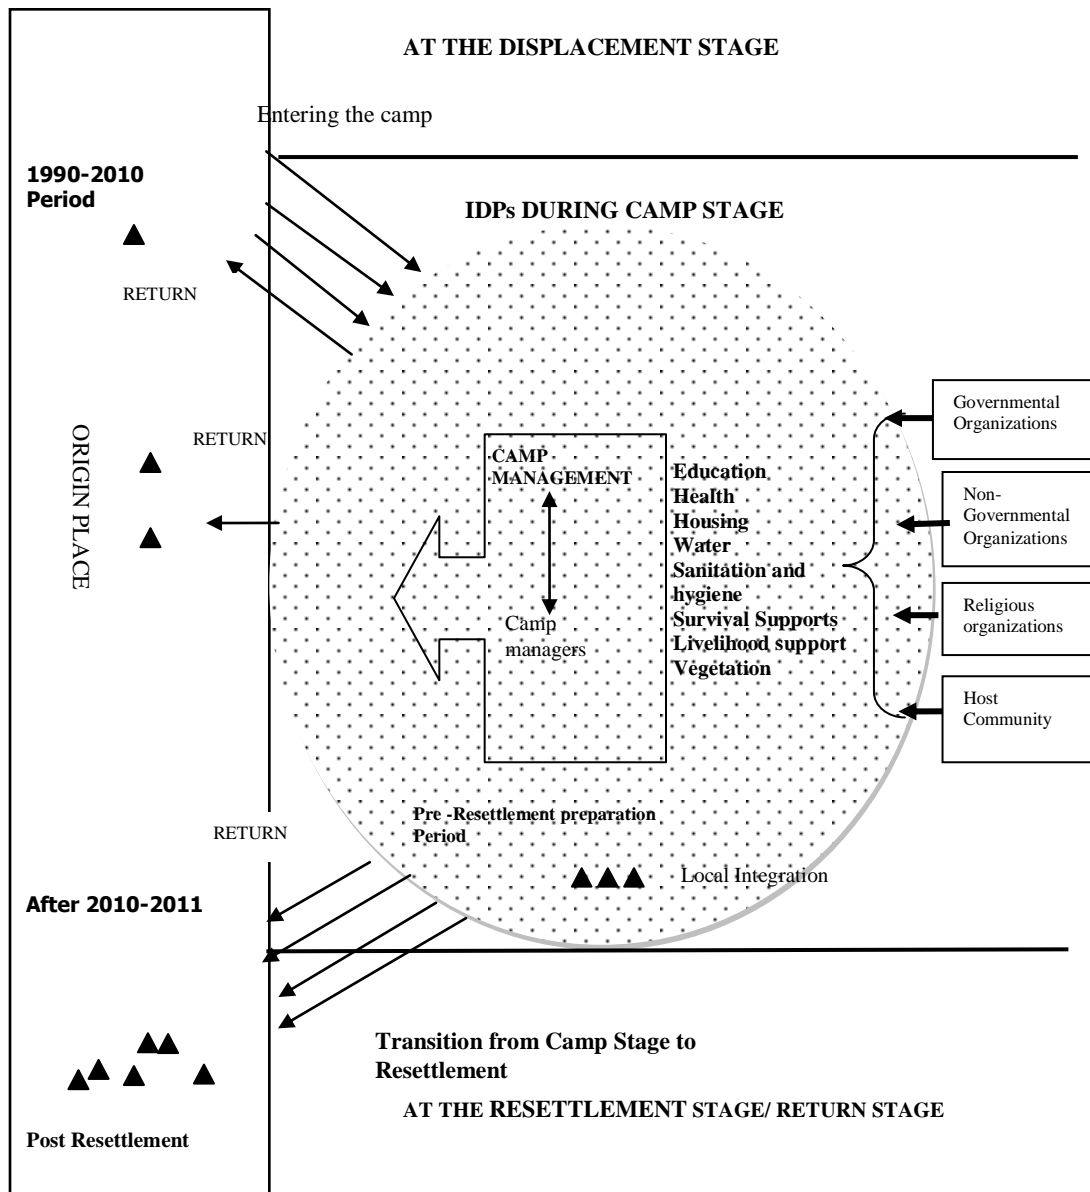 AT THE DISPLACEMENT STAGE
Entering the camp
1990-2010
Period
IDPs DURING CAMP STAGE
RETURN
RETURN
ORIGIN PLACE
CAMP
MANAGEMENT
Camp
managers
Education
Health
Housing
Water
Sanitation and
hygiene
Survival Supports
Livelihood support
Vegetation
Governmental
Organizations
Non-
Governmental
Organizations
Religious
organizations
Host
Community
Pre -Resettlement preparation
Period
RETURN
Local Integration
After 2010-2011
Transition from Camp Stage to
Resettlement
AT THE RESETTLEMENT STAGE/ RETURN STAGE
Post Resettlement